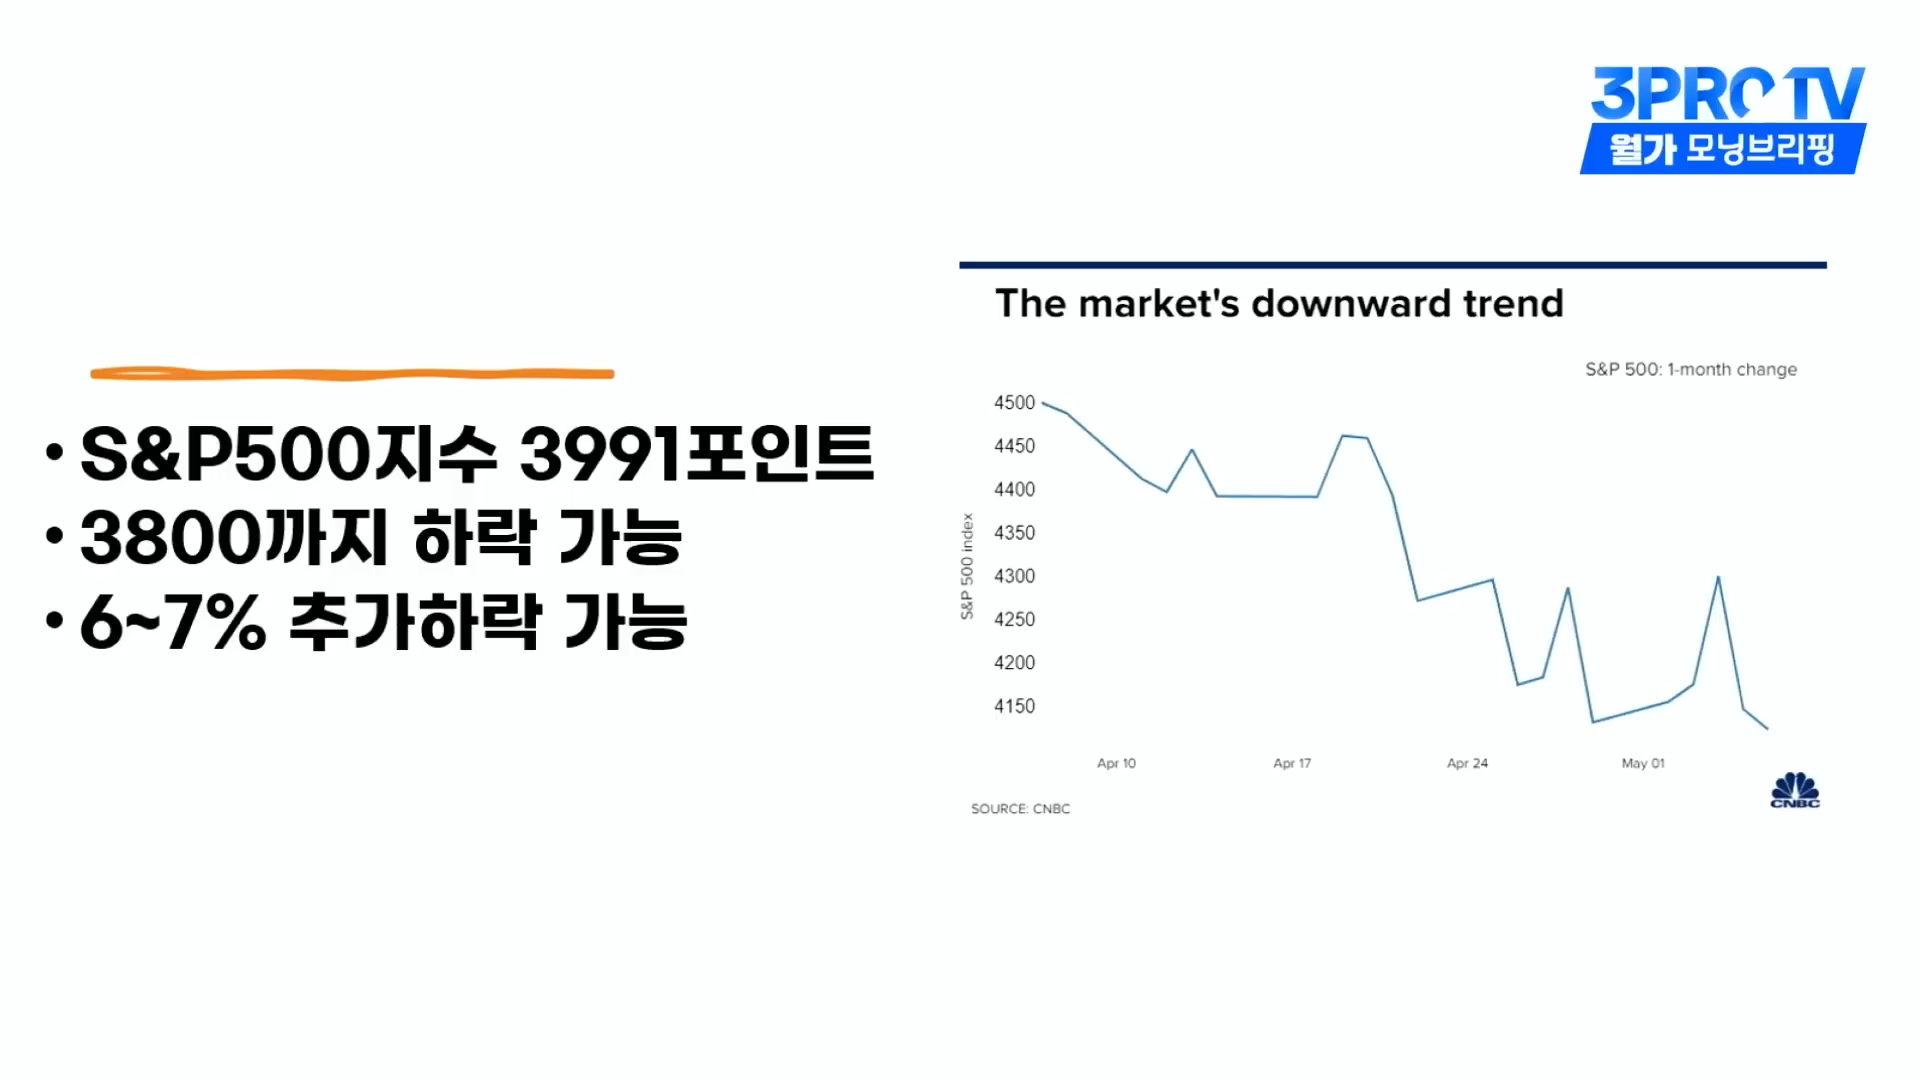 3PRO TV
월가 모닝브리핑
• S&P500지수 3991포인트
• 3800까지 하락 가능
• 6~7% 추가하락 가능
The market's downward trend
S&P 500: 1-month change
S&P 500 index
4500
4450
4400
4350
4300
4250
4200
4150
Apr 10 Apr 17 Apr 24 May 01
SOURCE: CNBC
CNBC